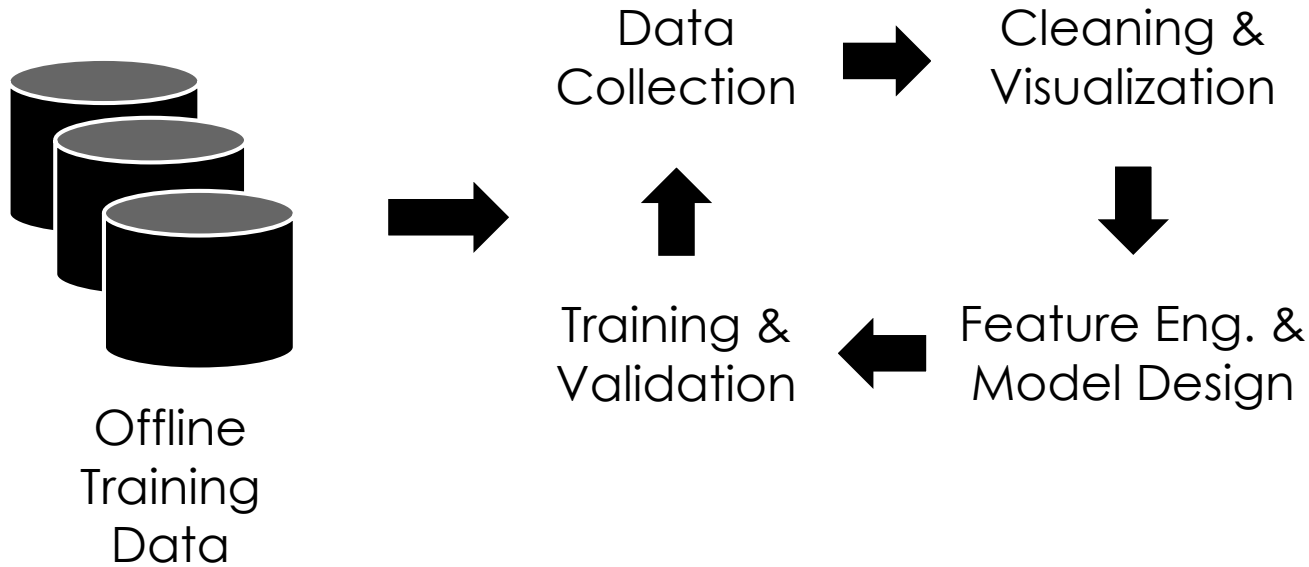 Data
Collection
Cleaning &
Visualization
Feature Eng. &
Model Design
Training &
Validation
Offline
Training
Data